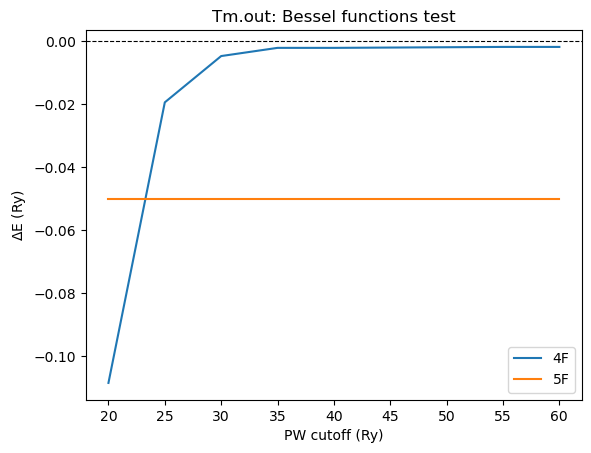 Tm.out: Bessel functions test
0.00
−0.02
−0.04
−0.06
−0.08
−0.10
ΔE (Ry)
4F
5F
20 25 30 35 40 45 50 55 60
PW cutoff (Ry)